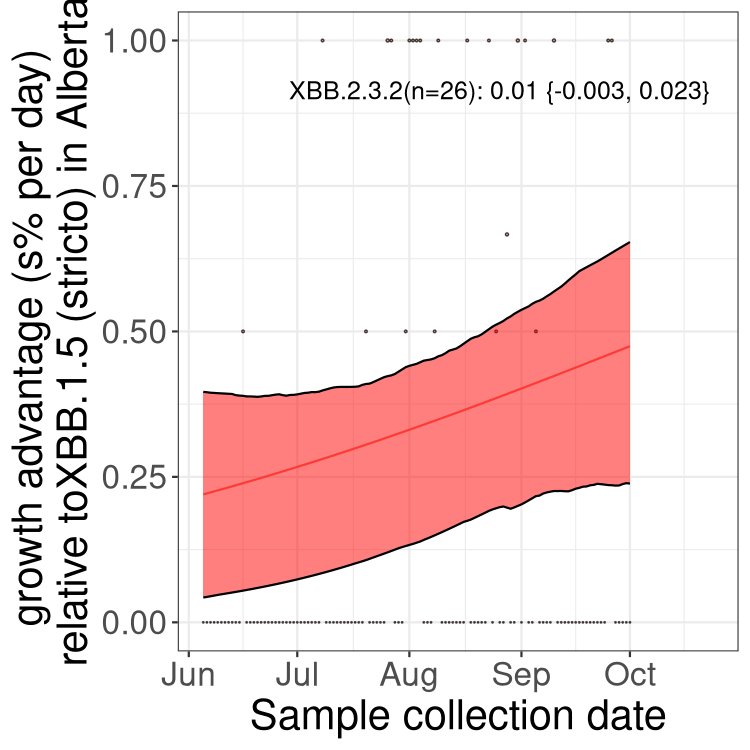 growth advantage (s% per day)
relative toXBB.1.5 (stricto) in Alberta
1.00
0.75
0.50
0.25
0.00
XBB.2.3.2(n=26): 0.01 {-0.003, 0.023}
Jun Jul Aug Sep Oct
Sample collection date